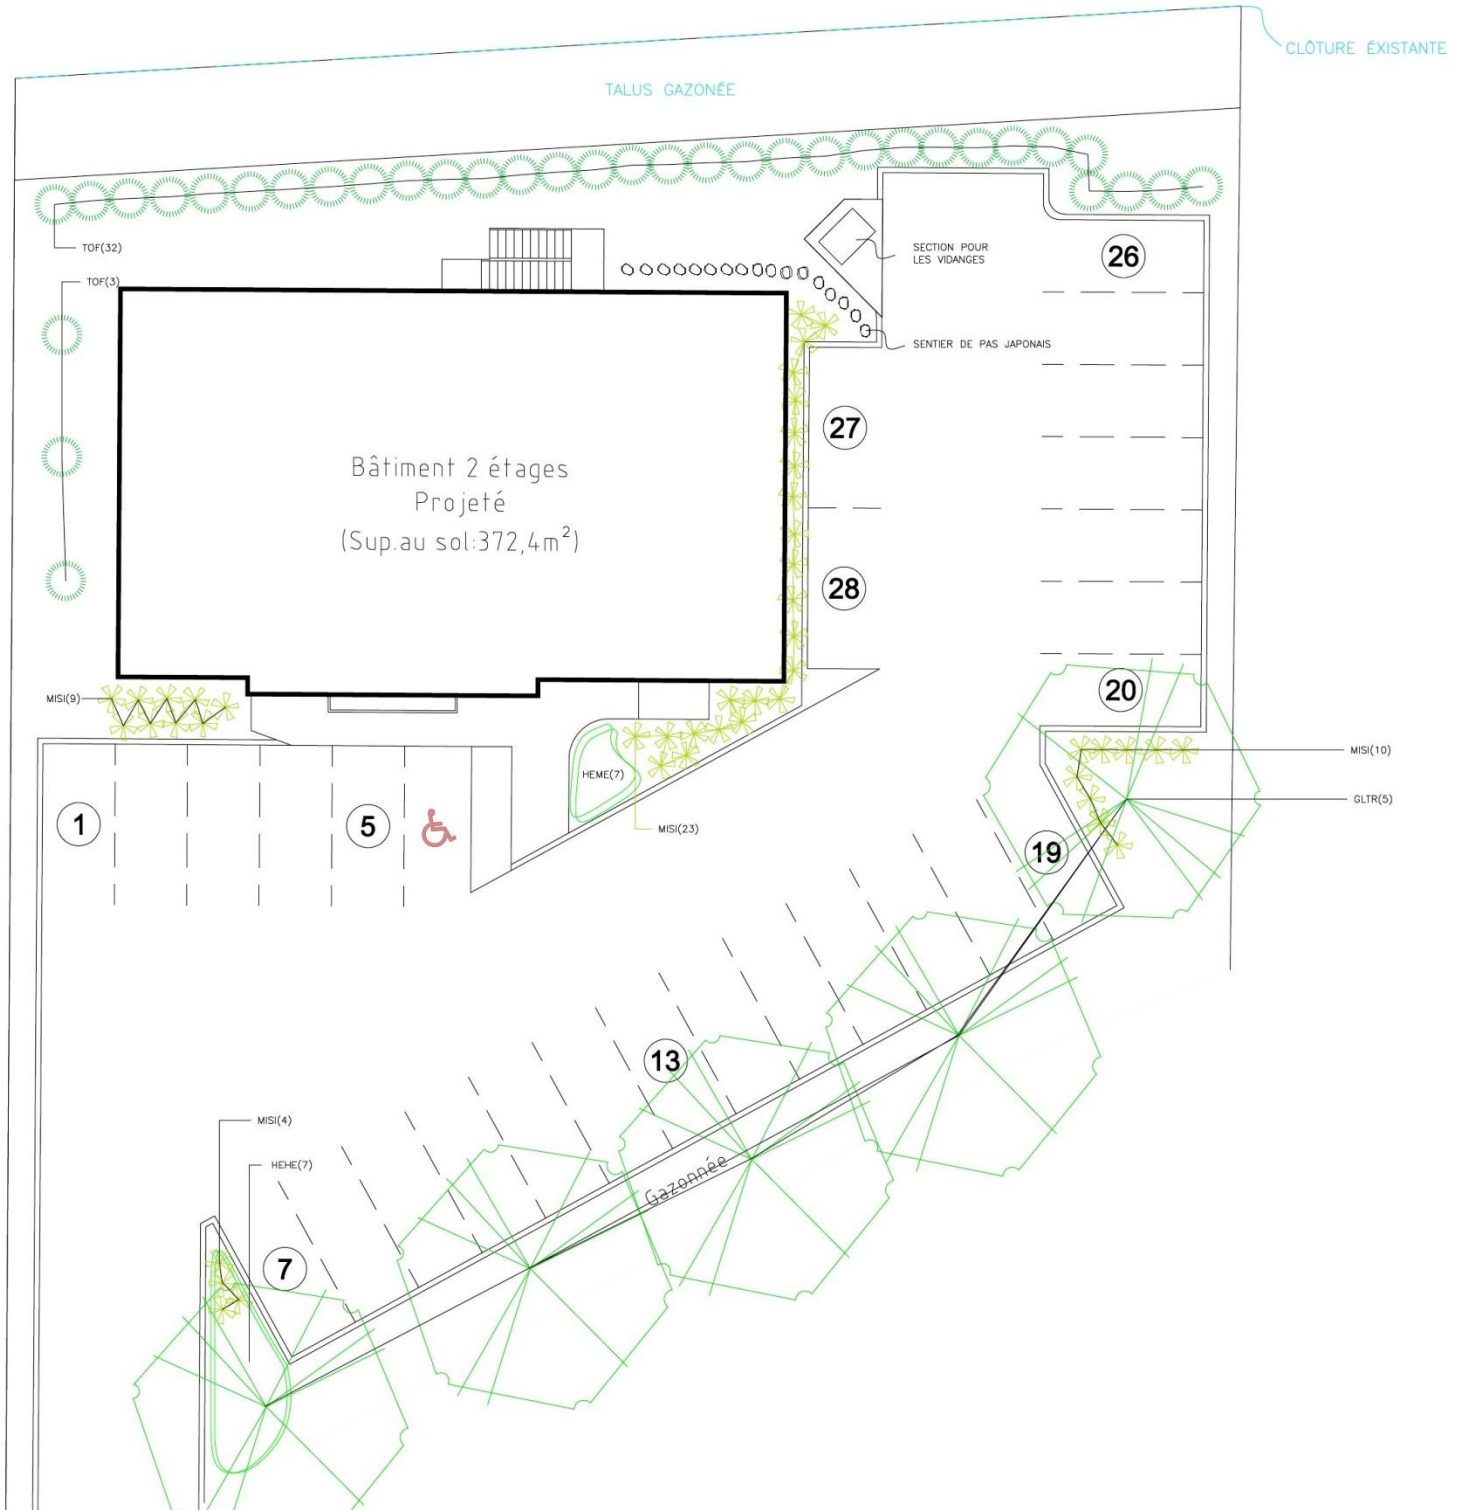 CLÔTURE ÉXISTANTE
TALUS GAZONÉE
TOF(32)
SECTION POUR
LES VIDANGES
26
TOF(3)
SENTIER DE PAS JAPONAIS
27
Bâtiment 2 étages
Projeté
(Sup.au sol:372,4m²)
28
20
MISI(9)
MISI(10)
HEME(7)
GLTR(5)
1
5
MISI(23)
19
13
MISI(4)
HEHE(7)
Gazonnée
7